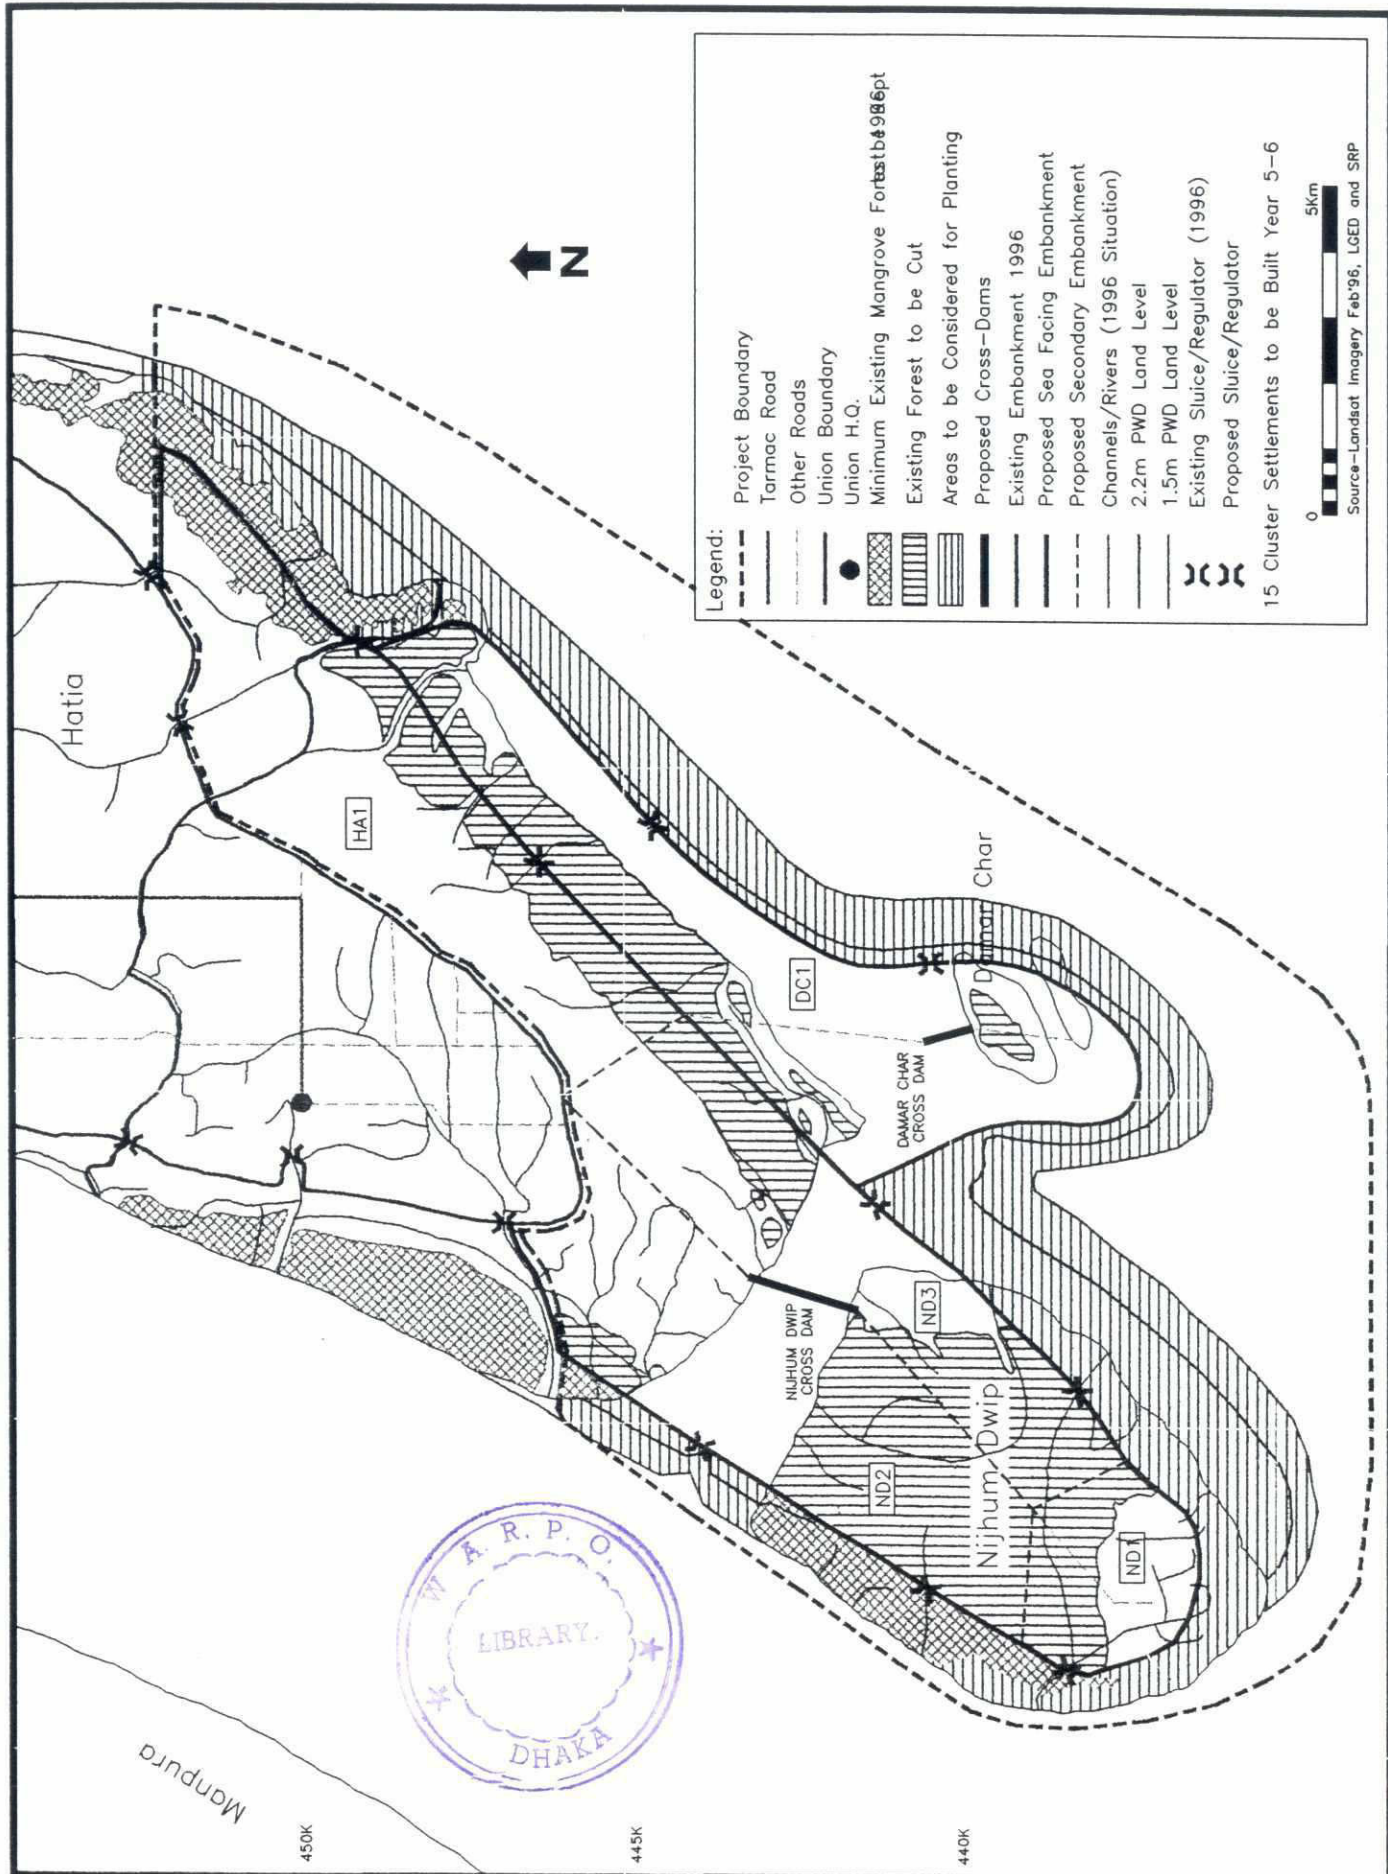 Manpura
Hatia
HA1
DC1
Damar Char
DAMAR CHAR
CROSS DAM
NIJHUM DWIP
CROSS DAM
ND3
ND2
Nijhum Dwip
ND1
450K
445K
440K
N
W. A. R. P. O.
LIBRARY.
DHAKA
Legend:
Project Boundary
Tarmac Road
Other Roads
Union Boundary
Union H.Q.
Minimum Existing Mangrove Forest
Existing Forest to be Cut
Areas to be Considered for Planting
Proposed Cross-Dams
Existing Embankment 1996
Proposed Sea Facing Embankment
Proposed Secondary Embankment
Channels/Rivers (1996 Situation)
2.2m PWD Land Level
1.5m PWD Land Level
Existing Sluice/Regulator (1996)
Proposed Sluice/Regulator
15 Cluster Settlements to be Built Year 5-6
0 5Km
Source-Landsat Imagery Feb'96, LGED and SRP